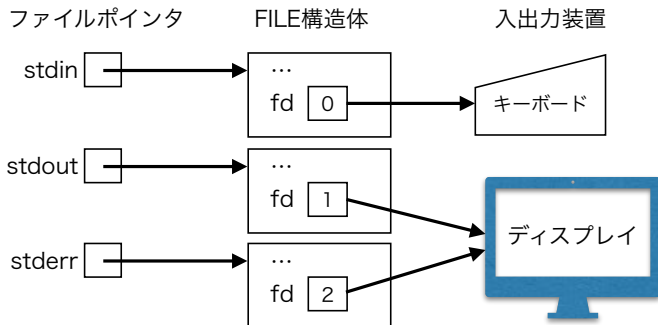 ファイルポインタ FILE構造体 入出力装置
stdin
…
fd 0
キーボード
stdout
…
fd 1
ディスプレイ
stderr
…
fd 2